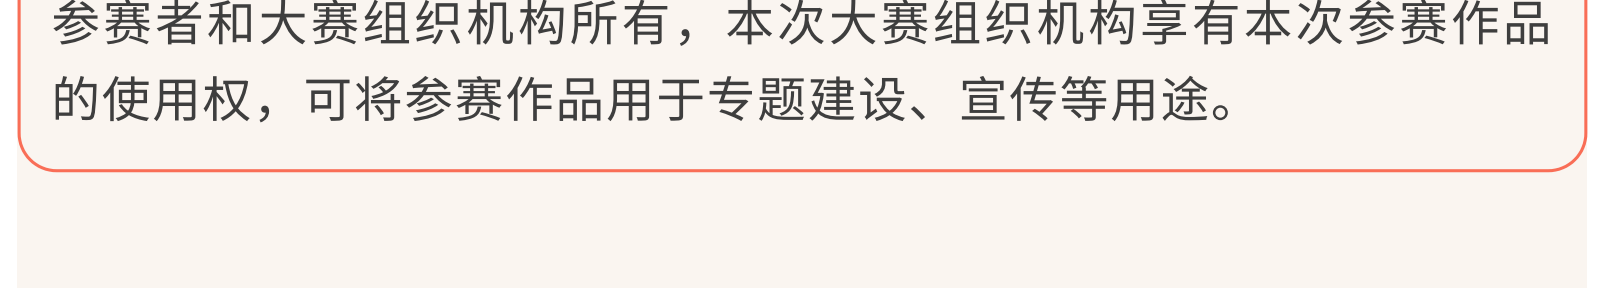 参赛者和大赛组织机构所有，本次大赛组织机构享有本次参赛作品
的使用权，可将参赛作品用于专题建设、宣传等用途。